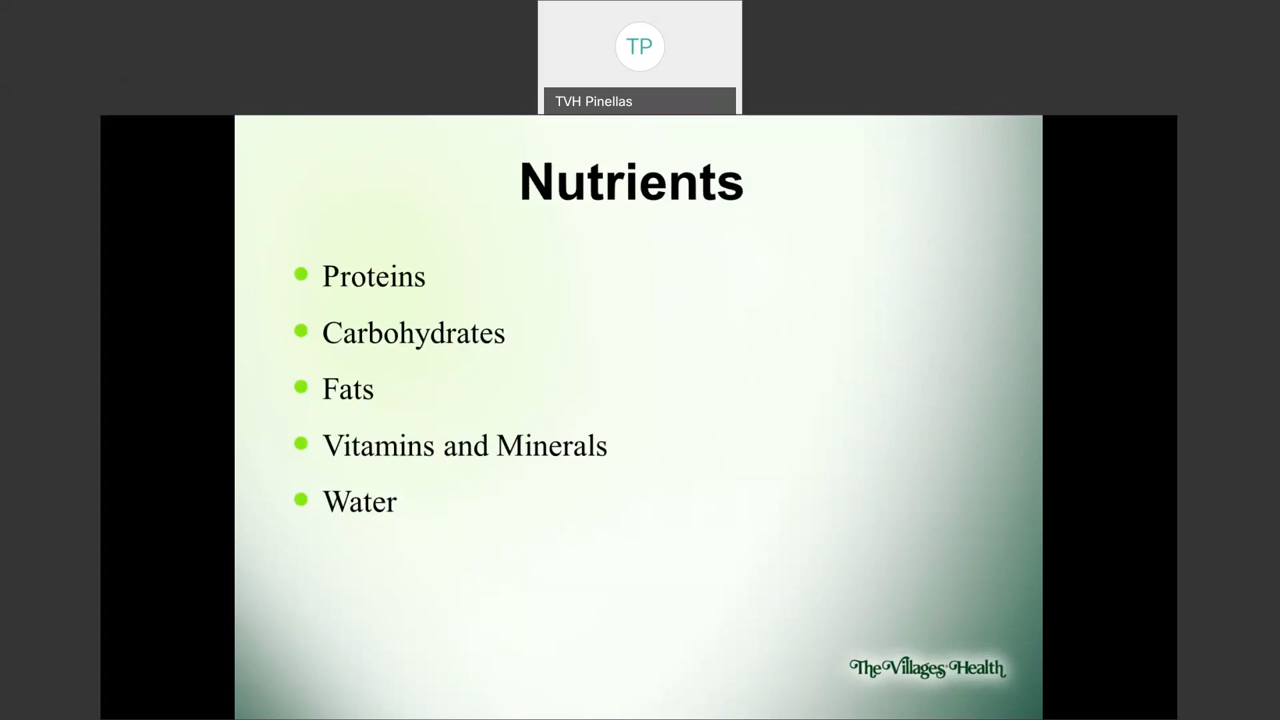 TP
TVH Pinellas
Nutrients
Proteins
Carbohydrates
Fats
Vitamins and Minerals
Water
The Villages Health